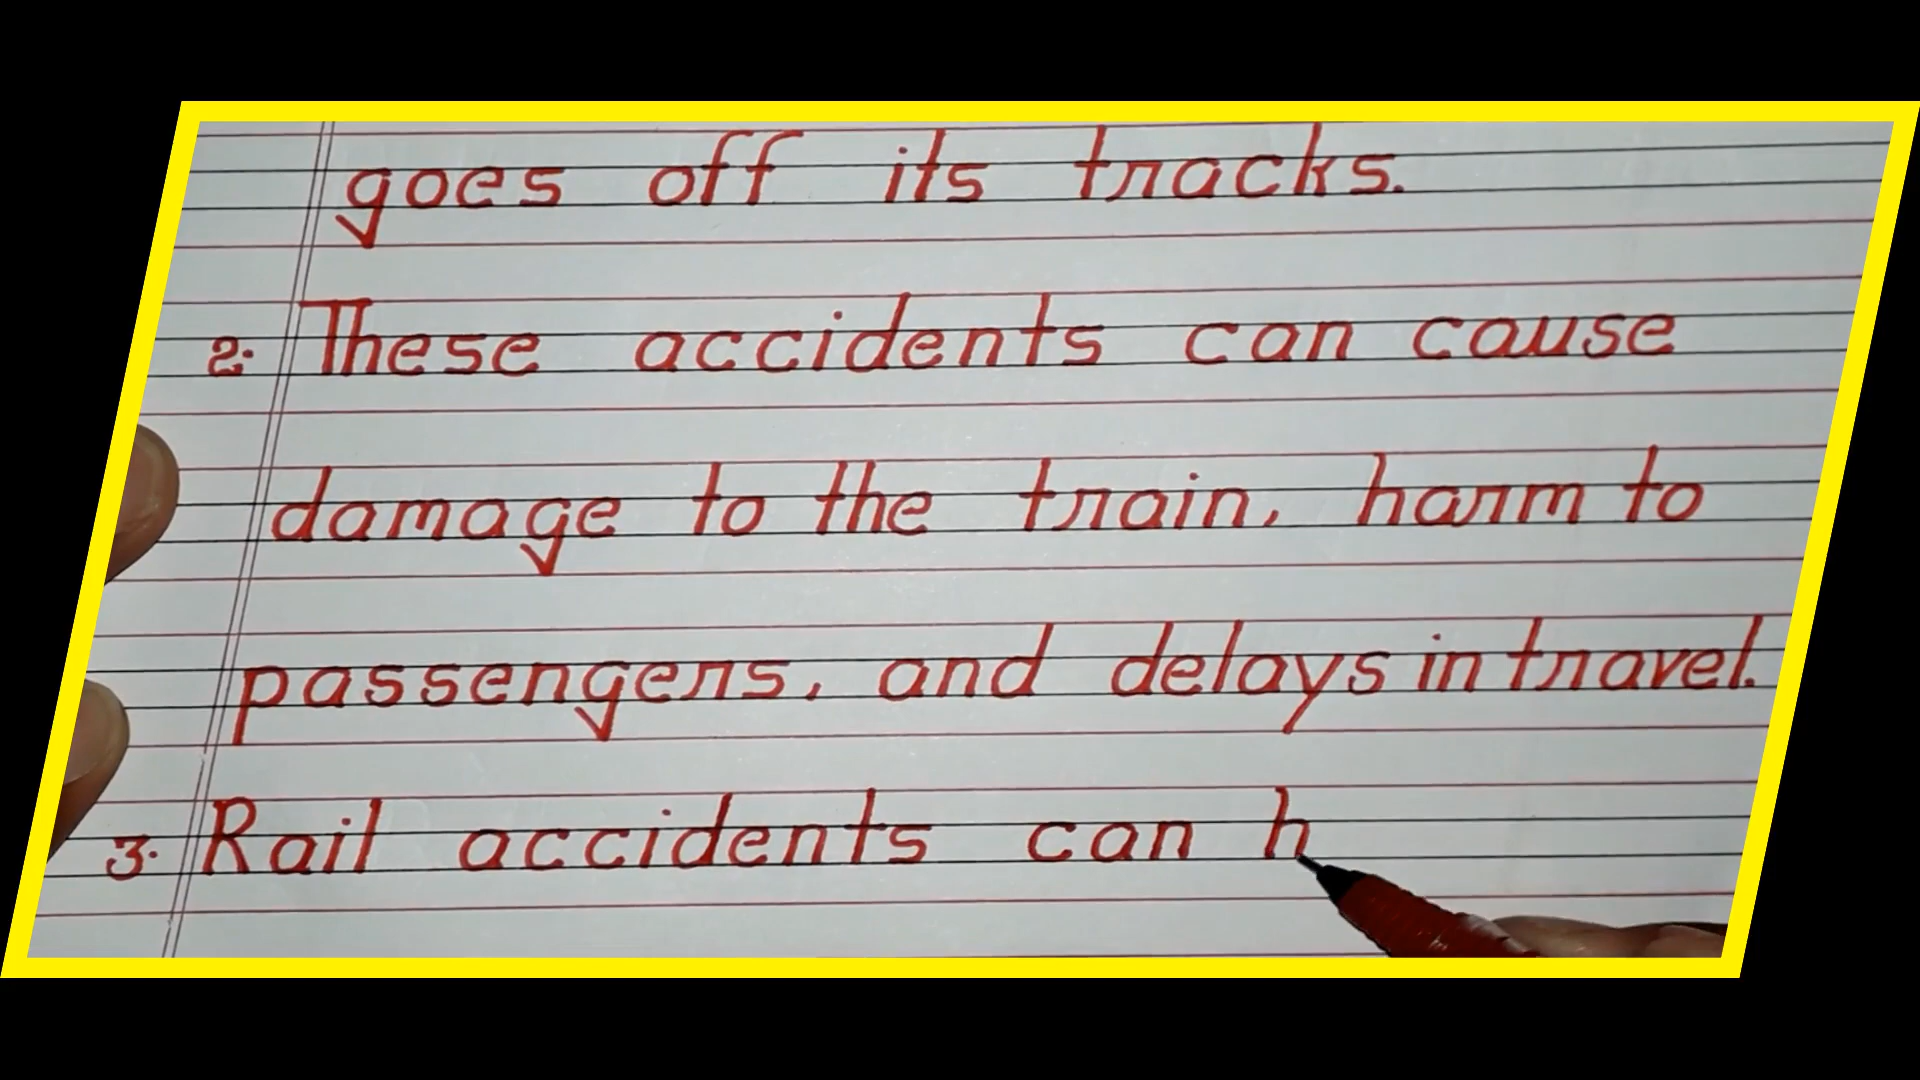 goes off its tracks.
2. These accidents can cause
damage to the train, harm to
passengers, and delays in travel.
3. Rail accidents can h